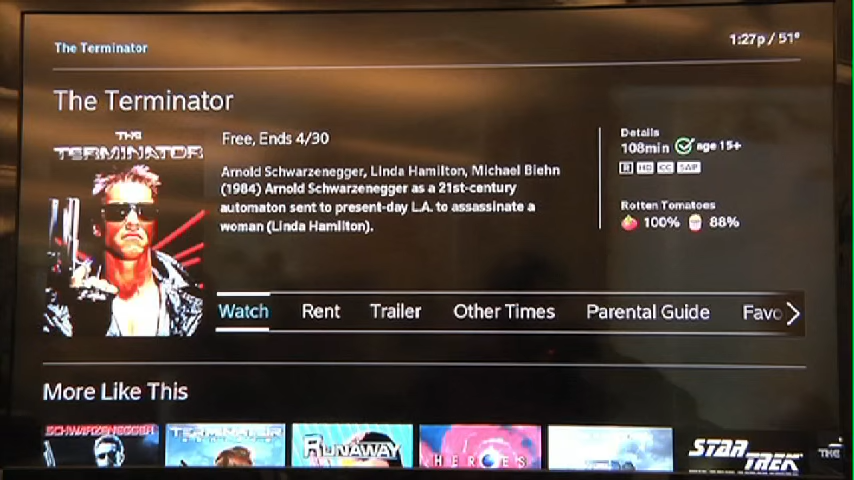 The Terminator
1:27p / 51°
The Terminator
THE
TERMINATOR
Free, Ends 4/30
Arnold Schwarzenegger, Linda Hamilton, Michael Biehn
(1984) Arnold Schwarzenegger as a 21st-century
automaton sent to present-day L.A. to assassinate a
woman (Linda Hamilton).
Details
108min age 15+
R HD CC SAP
Rotten Tomatoes
100% 88%
Watch Rent Trailer Other Times Parental Guide Favo
More Like This
SCHWARZENEGGER
TERMINATOR
RUNAWAY
HEROES
STAR TREK
THE